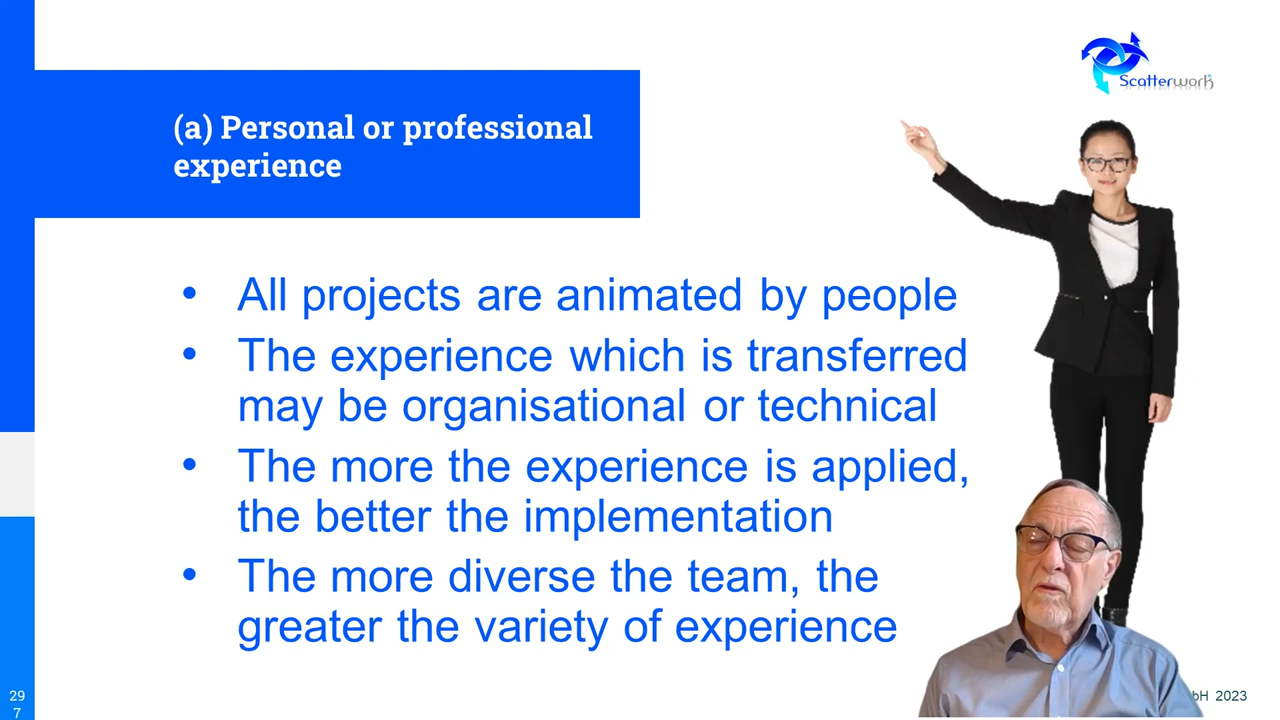 Scatterwork
(a) Personal or professional
experience
• All projects are animated by people
• The experience which is transferred
may be organisational or technical
• The more the experience is applied,
the better the implementation
• The more diverse the team, the
greater the variety of experience
29
7
bH 2023